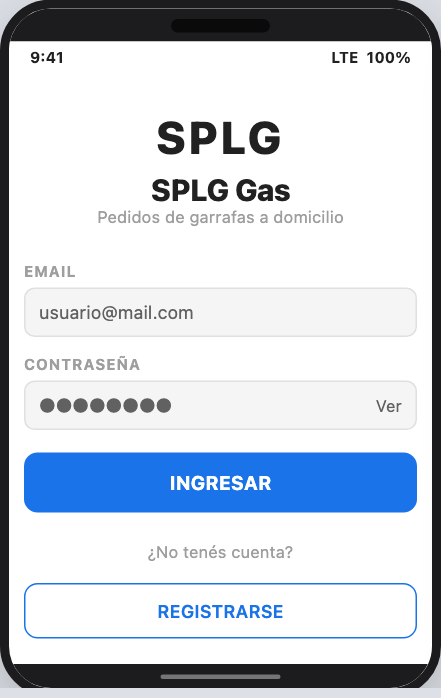 9:41 LTE 100%
SPLG
SPLG Gas
Pedidos de garrafas a domicilio
EMAIL
usuario@mail.com
CONTRASEÑA
●●●●●●●● Ver
INGRESAR
¿No tenés cuenta?
REGISTRARSE